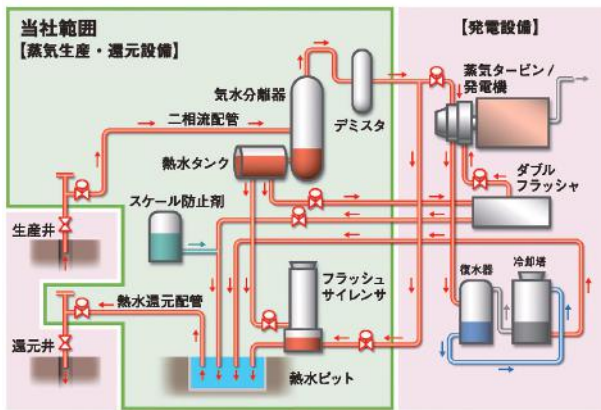 当社範囲
【蒸気生産・還元設備】
【発電設備】
気水分離器
蒸気タービン/
発電機
二相流配管
デミスタ
熱水タンク
ダブル
フラッシャ
スケール防止剤
生産井
フラッシュ
サイレンサ
復水器
冷却塔
熱水還元配管
還元井
熱水ピット